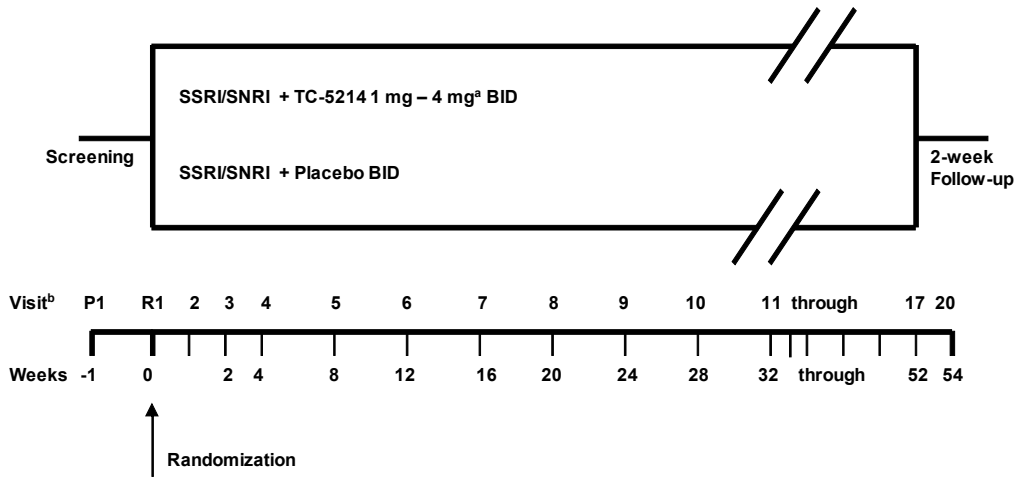 SSRI/SNRI + TC-5214 1 mg – 4 mgª BID
Screening
SSRI/SNRI + Placebo BID
2-week
Follow-up
Visitᵇ P1 R1 2 3 4 5 6 7 8 9 10 11 through 17 20
Weeks -1 0 2 4 8 12 16 20 24 28 32 through 52 54
Randomization